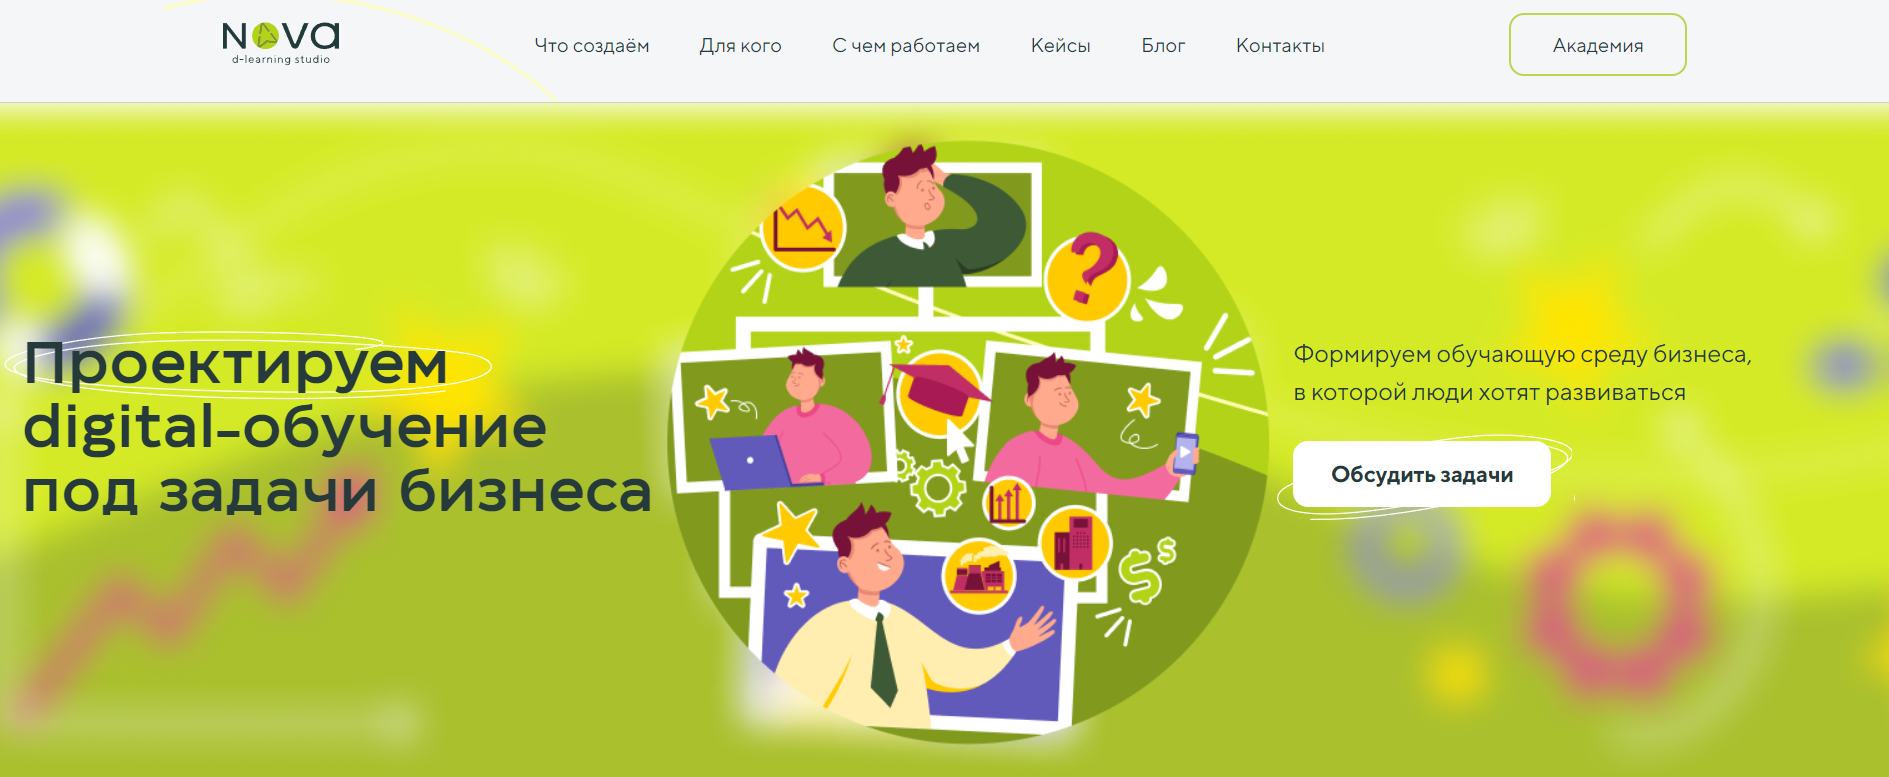 NOVA
d-learning studio
Что создаём
Для кого
С чем работаем
Кейсы
Блог
Контакты
Академия
Проектируем
digital-обучение
под задачи бизнеса
Формируем обучающую среду бизнеса,
в которой люди хотят развиваться
Обсудить задачи